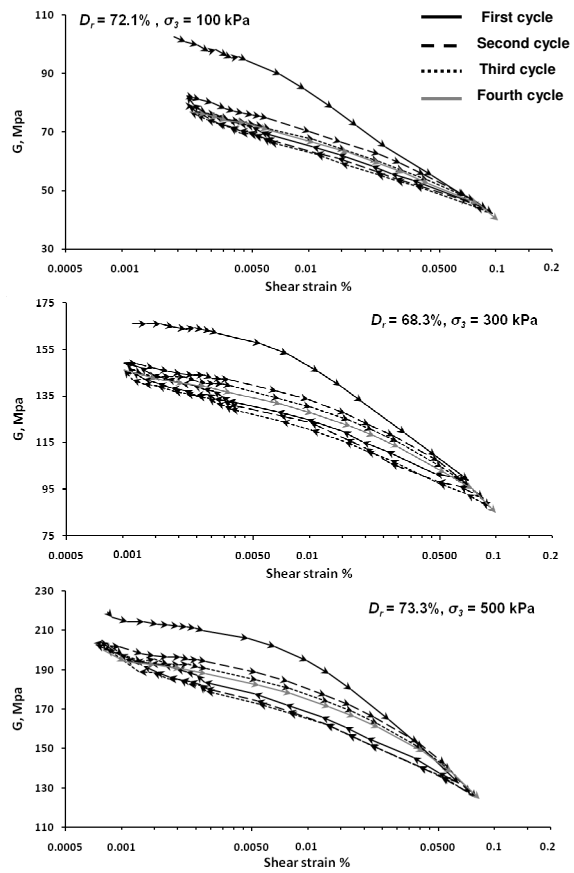 Dr = 72.1% , σ3 = 100 kPa
First cycle
Second cycle
Third cycle
Fourth cycle
110
90
70
50
30
G, Mpa
0.0005 0.001 0.0050 0.01 0.0500 0.1 0.2
Shear strain %
Dr = 68.3%, σ3 = 300 kPa
175
155
135
115
95
75
G, Mpa
0.0005 0.001 0.0050 0.01 0.0500 0.1 0.2
Shear strain %
Dr = 73.3%, σ3 = 500 kPa
230
210
190
170
150
130
110
G, Mpa
0.0005 0.001 0.0050 0.01 0.0500 0.1 0.2
Shear strain %